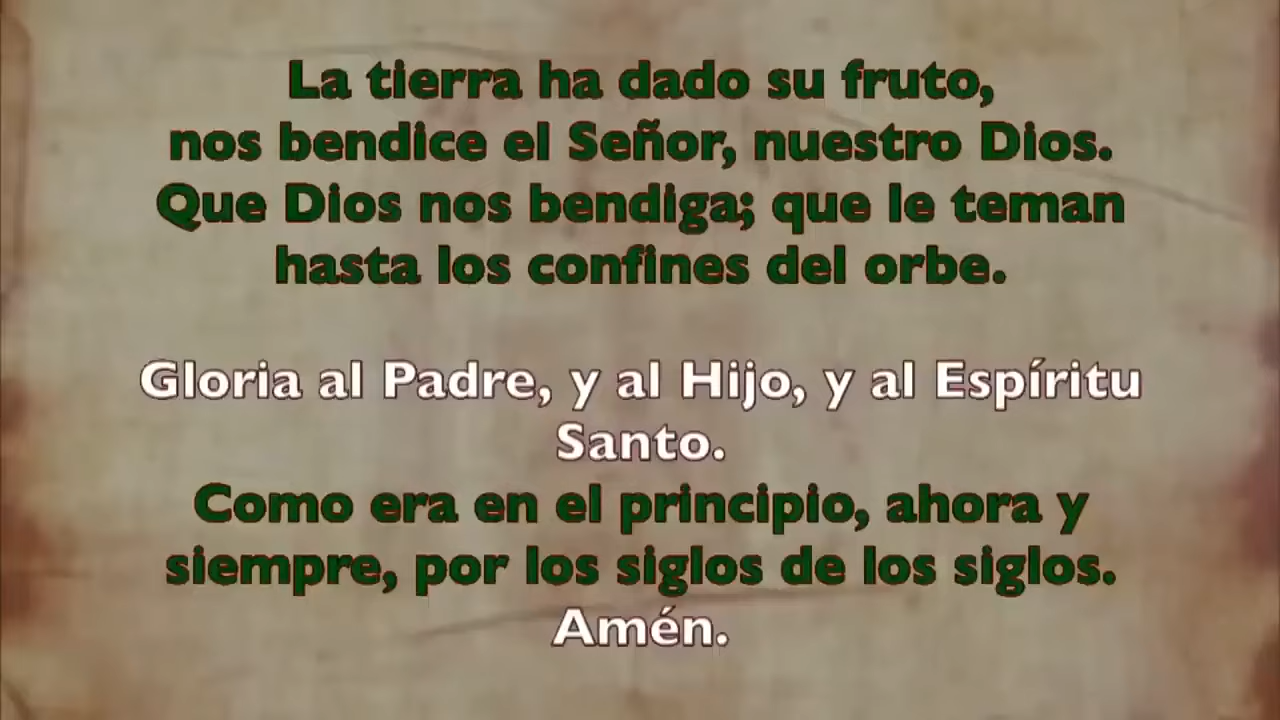 La tierra ha dado su fruto,
nos bendice el Señor, nuestro Dios.
Que Dios nos bendiga; que le teman
hasta los confines del orbe.
Gloria al Padre, y al Hijo, y al Espíritu
Santo.
Como era en el principio, ahora y
siempre, por los siglos de los siglos.
Amén.